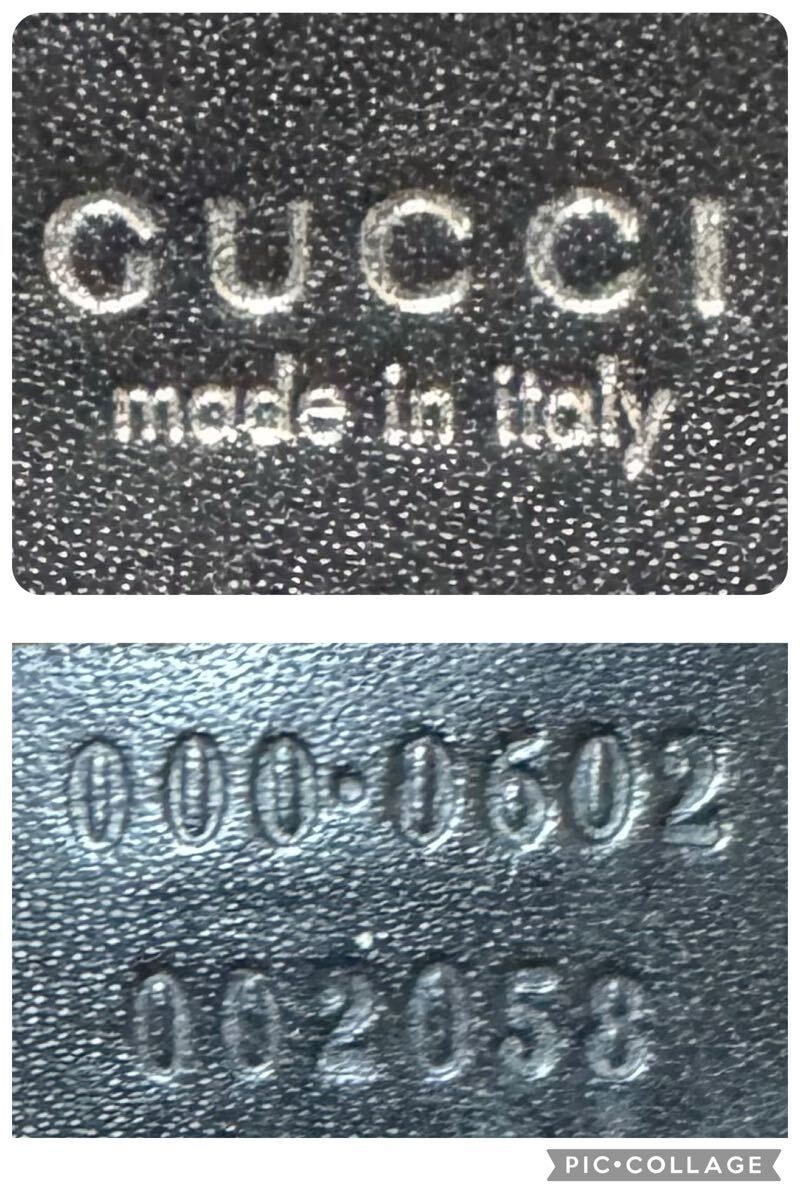 GUCCI
made in italy
000·0602
002058
PIC•COLLAGE